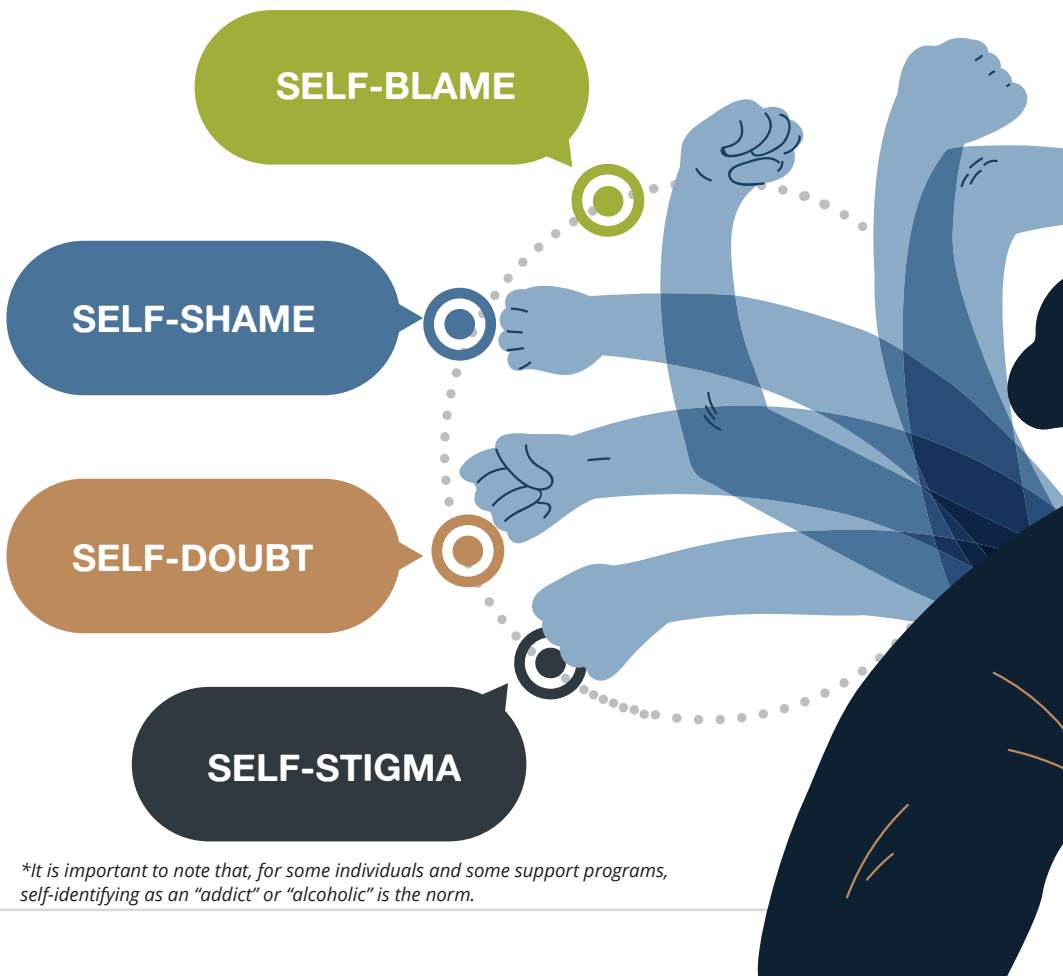 SELF-BLAME
SELF-SHAME
SELF-DOUBT
SELF-STIGMA
*It is important to note that, for some individuals and some support programs,
self-identifying as an “addict” or “alcoholic” is the norm.